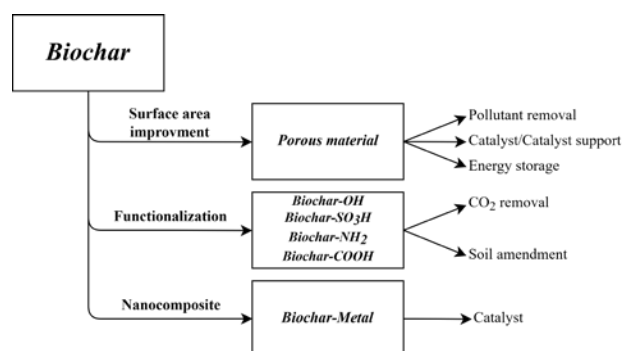 Biochar
Surface area
improvment
Porous material
Pollutant removal
Catalyst/Catalyst support
Energy storage
Functionalization
Biochar-OH
Biochar-SO3H
Biochar-NH2
Biochar-COOH
CO2 removal
Soil amendment
Nanocomposite
Biochar-Metal
Catalyst